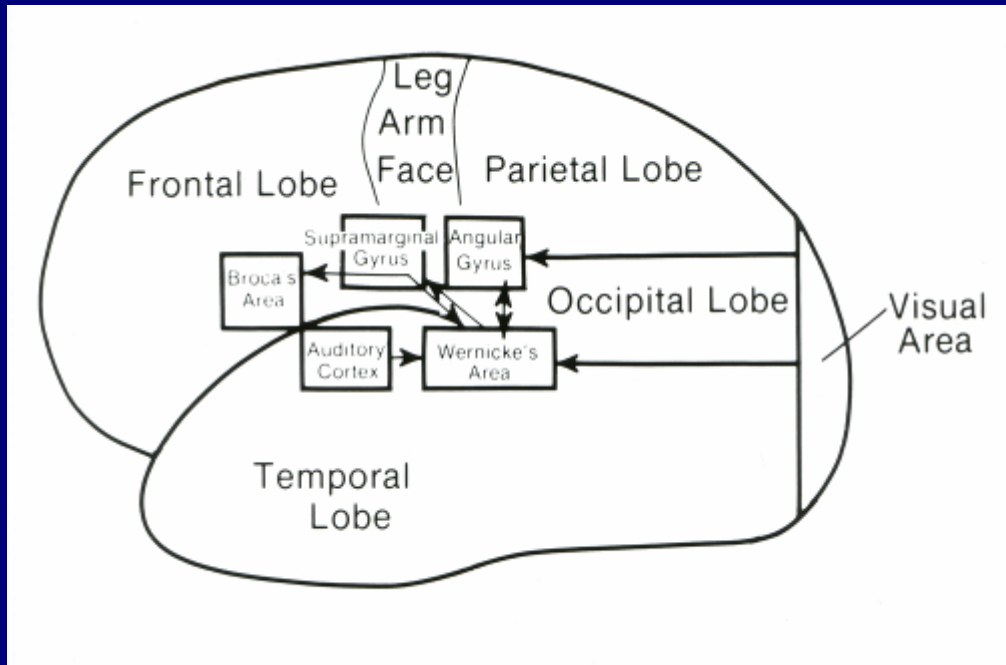 Leg
Arm
Face
Frontal Lobe
Parietal Lobe
Supramarginal
Gyrus
Angular
Gyrus
Broca's
Area
Occipital Lobe
Visual
Area
Auditory
Cortex
Wernicke's
Area
Temporal
Lobe